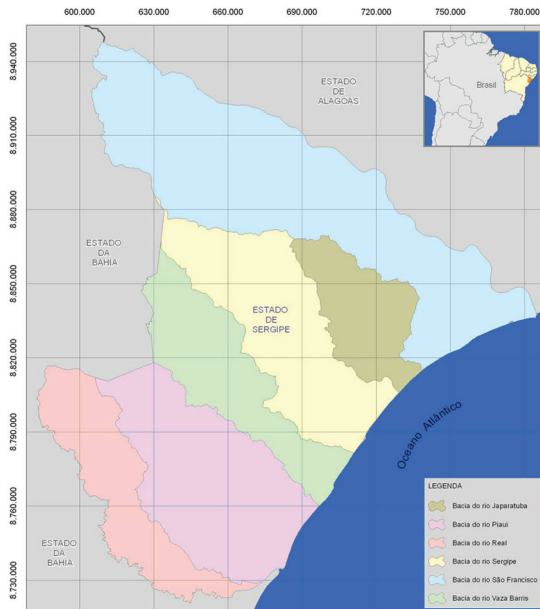 600.000
630.000
660.000
690.000
720.000
750.000
780.000
8.940.000
8.910.000
8.880.000
8.850.000
8.820.000
8.790.000
8.760.000
8.730.000
Brasil
ESTADO
DE
ALAGOAS
ESTADO
DA
BAHIA
ESTADO
DE
SERGIPE
Oceano Atlântico
ESTADO
DA
BAHIA
LEGENDA
Bacia do rio Japaratuba
Bacia do rio Piaui
Bacia do rio Real
Bacia do rio Sergipe
Bacia do rio São Francisco
Bacia do rio Vaza Barris